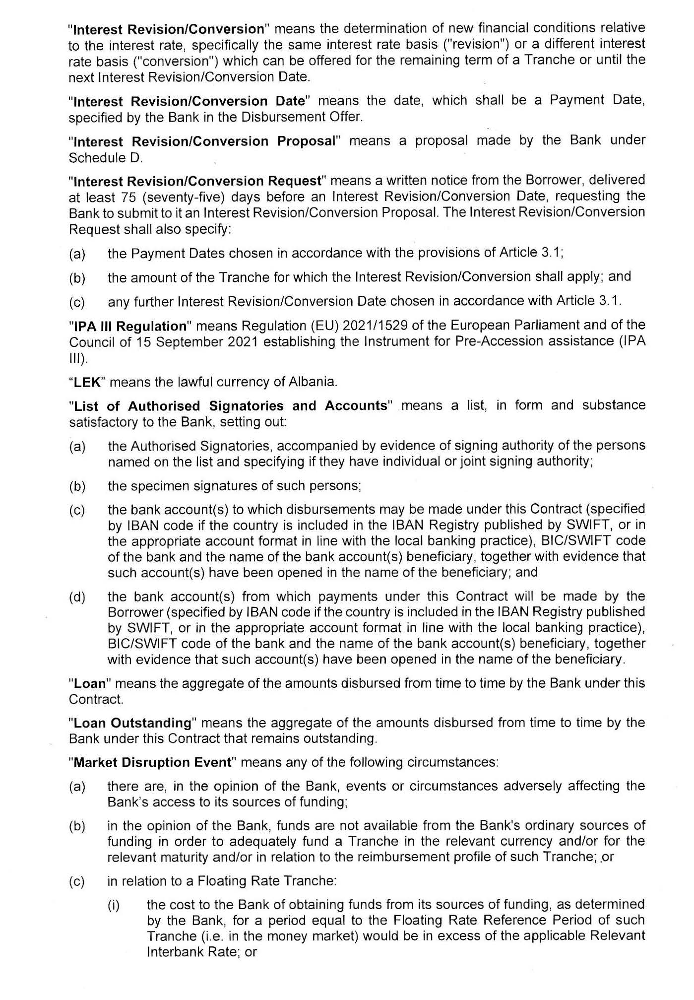 "Interest Revision/Conversion" means the determination of new financial conditions relative
to the interest rate, specifically the same interest rate basis ("revision") or a different interest
rate basis ("conversion") which can be offered for the remaining term of a Tranche or until the
next Interest Revision/Conversion Date.
"Interest Revision/Conversion Date" means the date, which shall be a Payment Date,
specified by the Bank in the Disbursement Offer.
"Interest Revision/Conversion Proposal" means a proposal made by the Bank under
Schedule D.
"Interest Revision/Conversion Request" means a written notice from the Borrower, delivered
at least 75 (seventy-five) days before an Interest Revision/Conversion Date, requesting the
Bank to submit to it an Interest Revision/Conversion Proposal. The Interest Revision/Conversion
Request shall also specify:
(a) the Payment Dates chosen in accordance with the provisions of Article 3.1;
(b) the amount of the Tranche for which the Interest Revision/Conversion shall apply; and
(c) any further Interest Revision/Conversion Date chosen in accordance with Article 3.1.
"IPA III Regulation" means Regulation (EU) 2021/1529 of the European Parliament and of the
Council of 15 September 2021 establishing the Instrument for Pre-Accession assistance (IPA
III).
“LEK” means the lawful currency of Albania.
"List of Authorised Signatories and Accounts" means a list, in form and substance
satisfactory to the Bank, setting out:
(a) the Authorised Signatories, accompanied by evidence of signing authority of the persons
named on the list and specifying if they have individual or joint signing authority;
(b) the specimen signatures of such persons;
(c) the bank account(s) to which disbursements may be made under this Contract (specified
by IBAN code if the country is included in the IBAN Registry published by SWIFT, or in
the appropriate account format in line with the local banking practice), BIC/SWIFT code
of the bank and the name of the bank account(s) beneficiary, together with evidence that
such account(s) have been opened in the name of the beneficiary; and
(d) the bank account(s) from which payments under this Contract will be made by the
Borrower (specified by IBAN code if the country is included in the IBAN Registry published
by SWIFT, or in the appropriate account format in line with the local banking practice),
BIC/SWIFT code of the bank and the name of the bank account(s) beneficiary, together
with evidence that such account(s) have been opened in the name of the beneficiary.
"Loan" means the aggregate of the amounts disbursed from time to time by the Bank under this
Contract.
"Loan Outstanding" means the aggregate of the amounts disbursed from time to time by the
Bank under this Contract that remains outstanding.
"Market Disruption Event" means any of the following circumstances:
(a) there are, in the opinion of the Bank, events or circumstances adversely affecting the
Bank’s access to its sources of funding;
(b) in the opinion of the Bank, funds are not available from the Bank's ordinary sources of
funding in order to adequately fund a Tranche in the relevant currency and/or for the
relevant maturity and/or in relation to the reimbursement profile of such Tranche; or
(c) in relation to a Floating Rate Tranche:
(i) the cost to the Bank of obtaining funds from its sources of funding, as determined
by the Bank, for a period equal to the Floating Rate Reference Period of such
Tranche (i.e. in the money market) would be in excess of the applicable Relevant
Interbank Rate; or